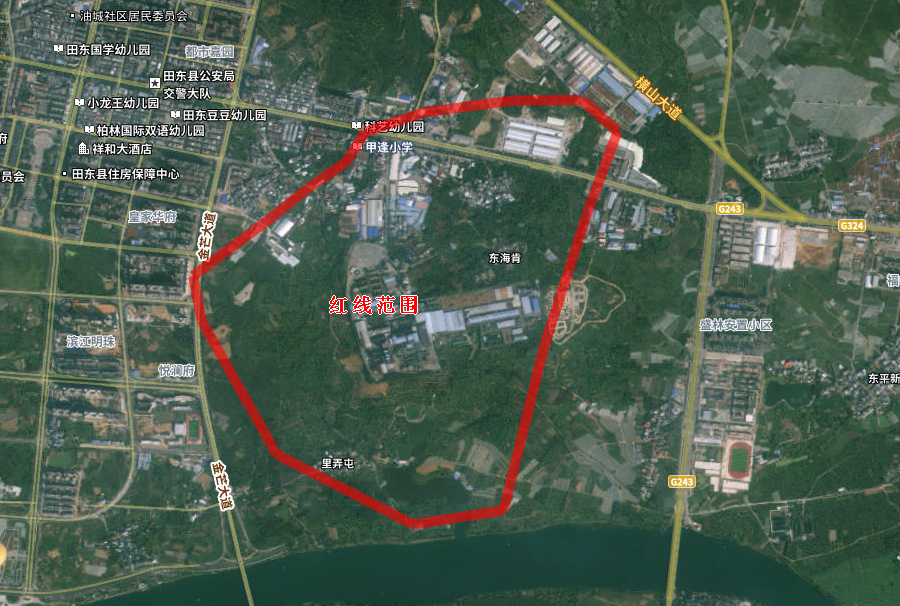 油城社区居民委员会
田东国学幼儿园
都市嘉园
田东县公安局
交警大队
横山大道
小龙王幼儿园
田东豆豆幼儿园
科艺幼儿园
柏林国际双语幼儿园
府
祥和大酒店
甲逢小学
员会
田东县住房保障中心
G243
皇家华府
金芒大道
G324
东海肯
福
红线范围
盛林安置小区
滨江明珠
悦澜府
东平新
里弄屯
金芒大道
G243